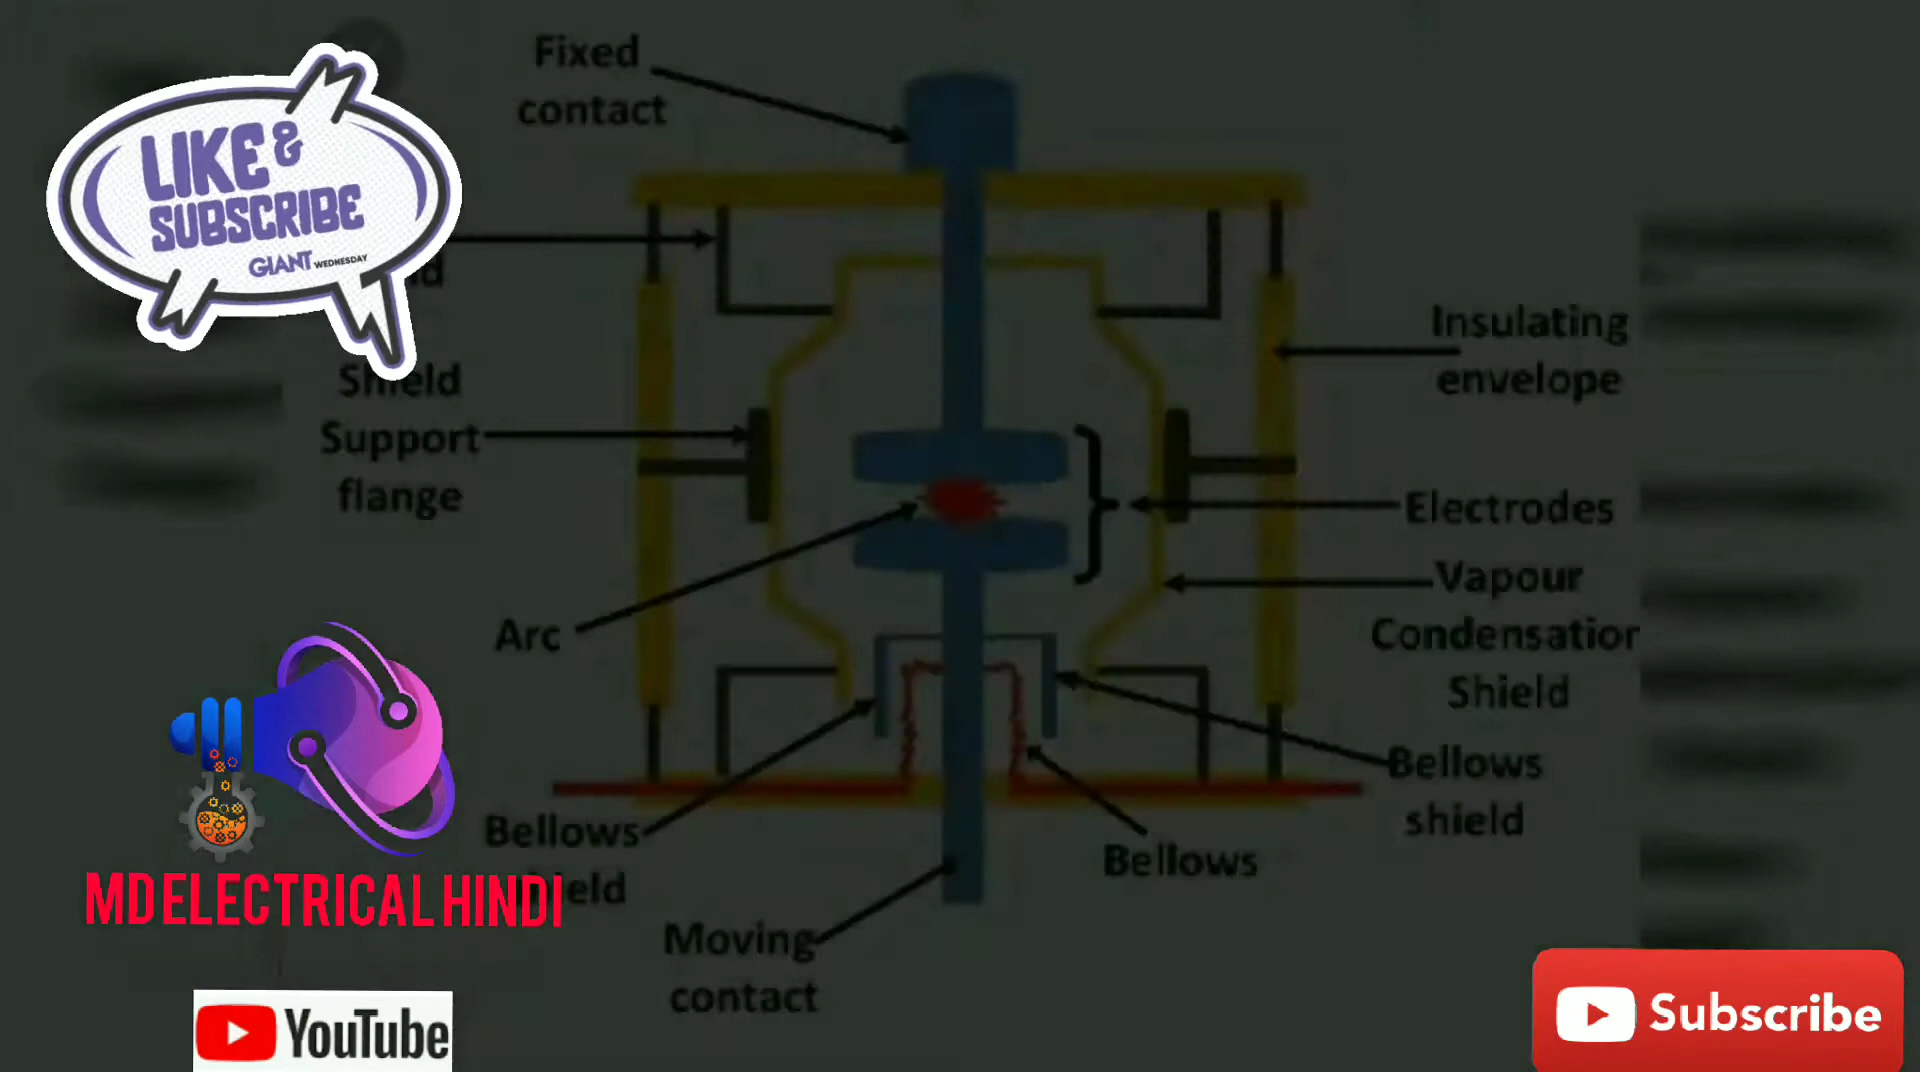 Fixed
contact
LIKE &
SUBSCRIBE
GIANT WEDNESDAY
Shield
Support
flange
Insulating
envelope
Electrodes
Vapour
Condensation
Shield
Arc
Bellows
shield
Bellows
Bellows
MD ELECTRICAL HINDI
Moving
contact
YouTube
Subscribe